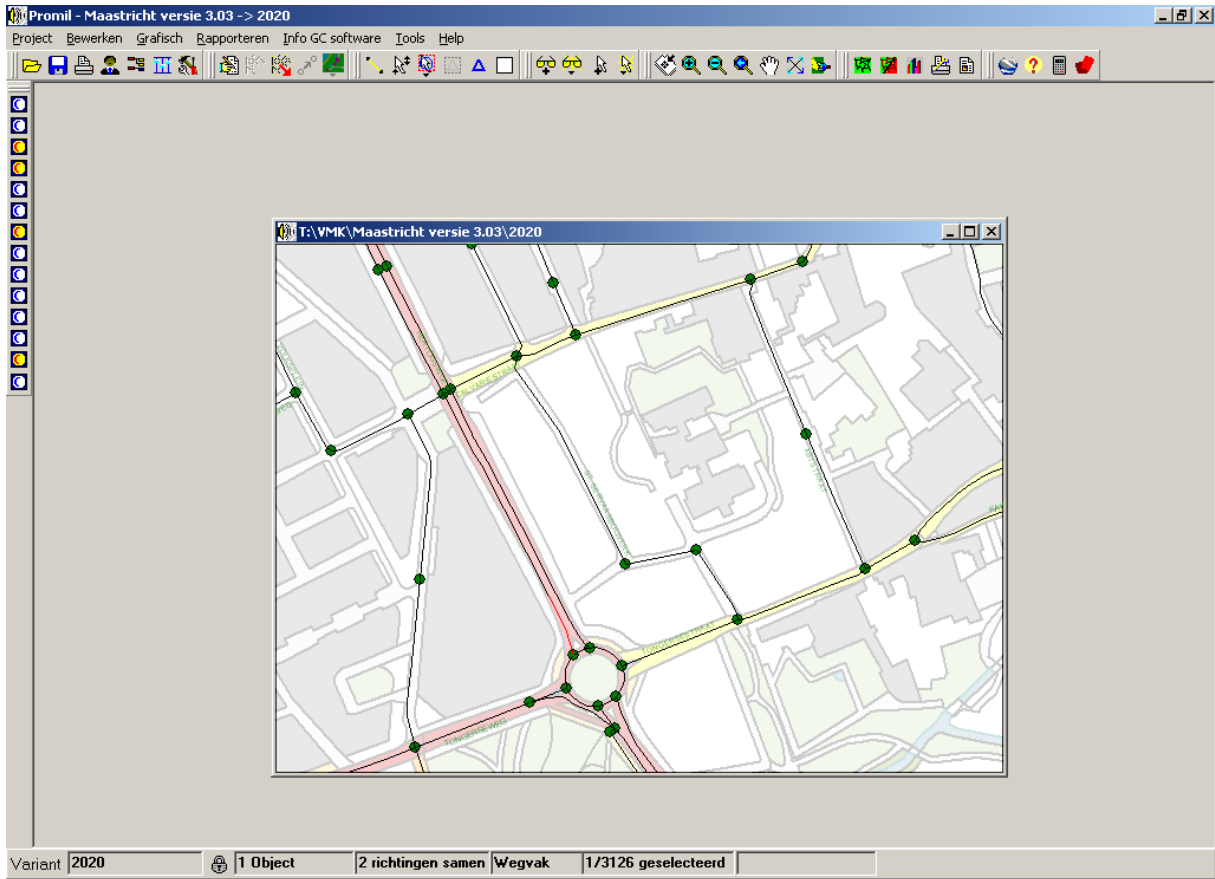 Promil - Maastricht versie 3.03 -> 2020
Project Bewerken Grafisch Rapporteren Info GC software Tools Help
T:\VMK\Maastricht versie 3.03\2020
TONGERSEWEG
Variant 2020 1 Object 2 richtingen samen Wegvak 1/3126 geselecteerd